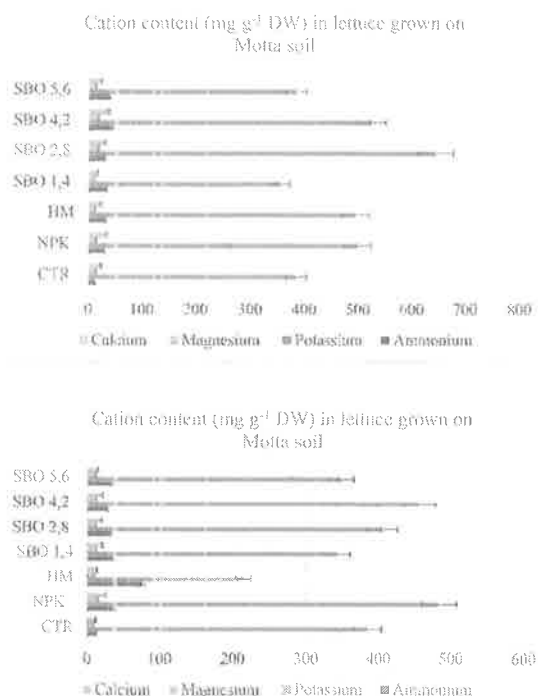 Cation content (mg g-1 DW) in lettuce grown on
Motta soil
SBO 5,6
SBO 4,2
SBO 2,8
SBO 1,4
HM
NPK
CTR
0 100 200 300 400 500 600 700 800
Calcium Magnesium Potassium Ammonium
Cation content (mg g-1 DW) in lettuce grown on
Motta soil
SBO 5,6
SBO 4,2
SBO 2,8
SBO 1,4
HM
NPK
CTR
0 100 200 300 400 500 600
Calcium Magnesium Potassium Ammonium